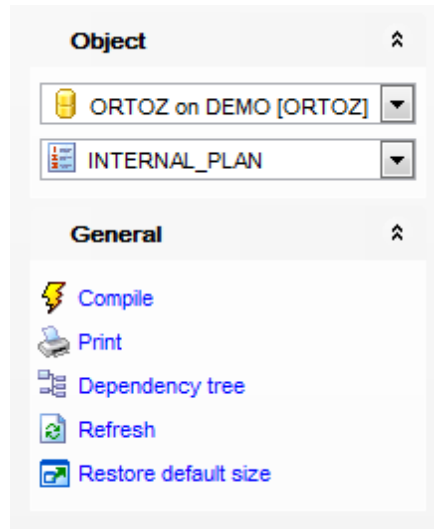 Object
ORTOZ on DEMO [ORTOZ]
INTERNAL_PLAN
General
Compile
Print
Dependency tree
Refresh
Restore default size